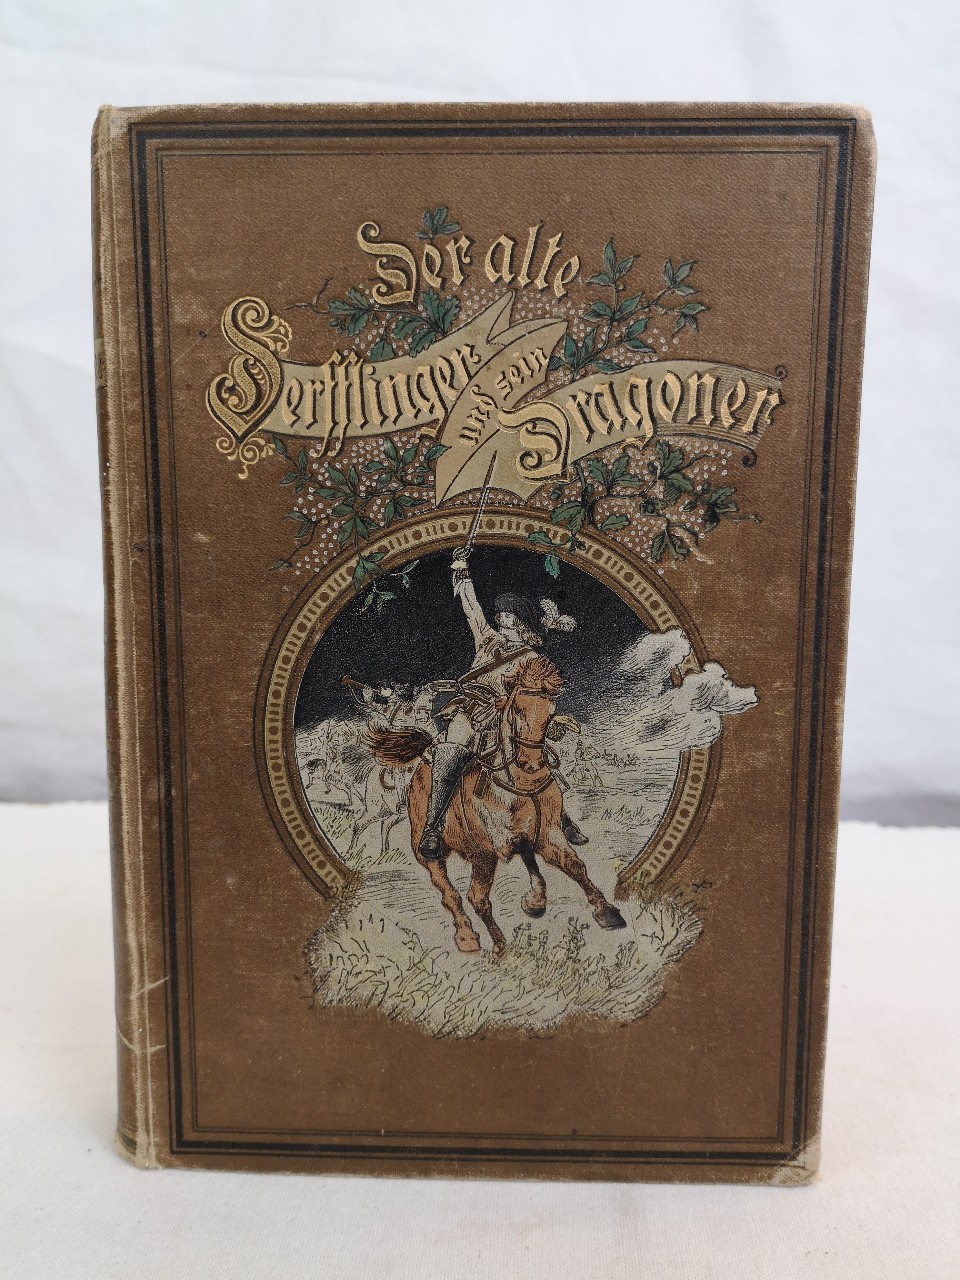 Der alte
Derfflinger
und sein
Dragoner